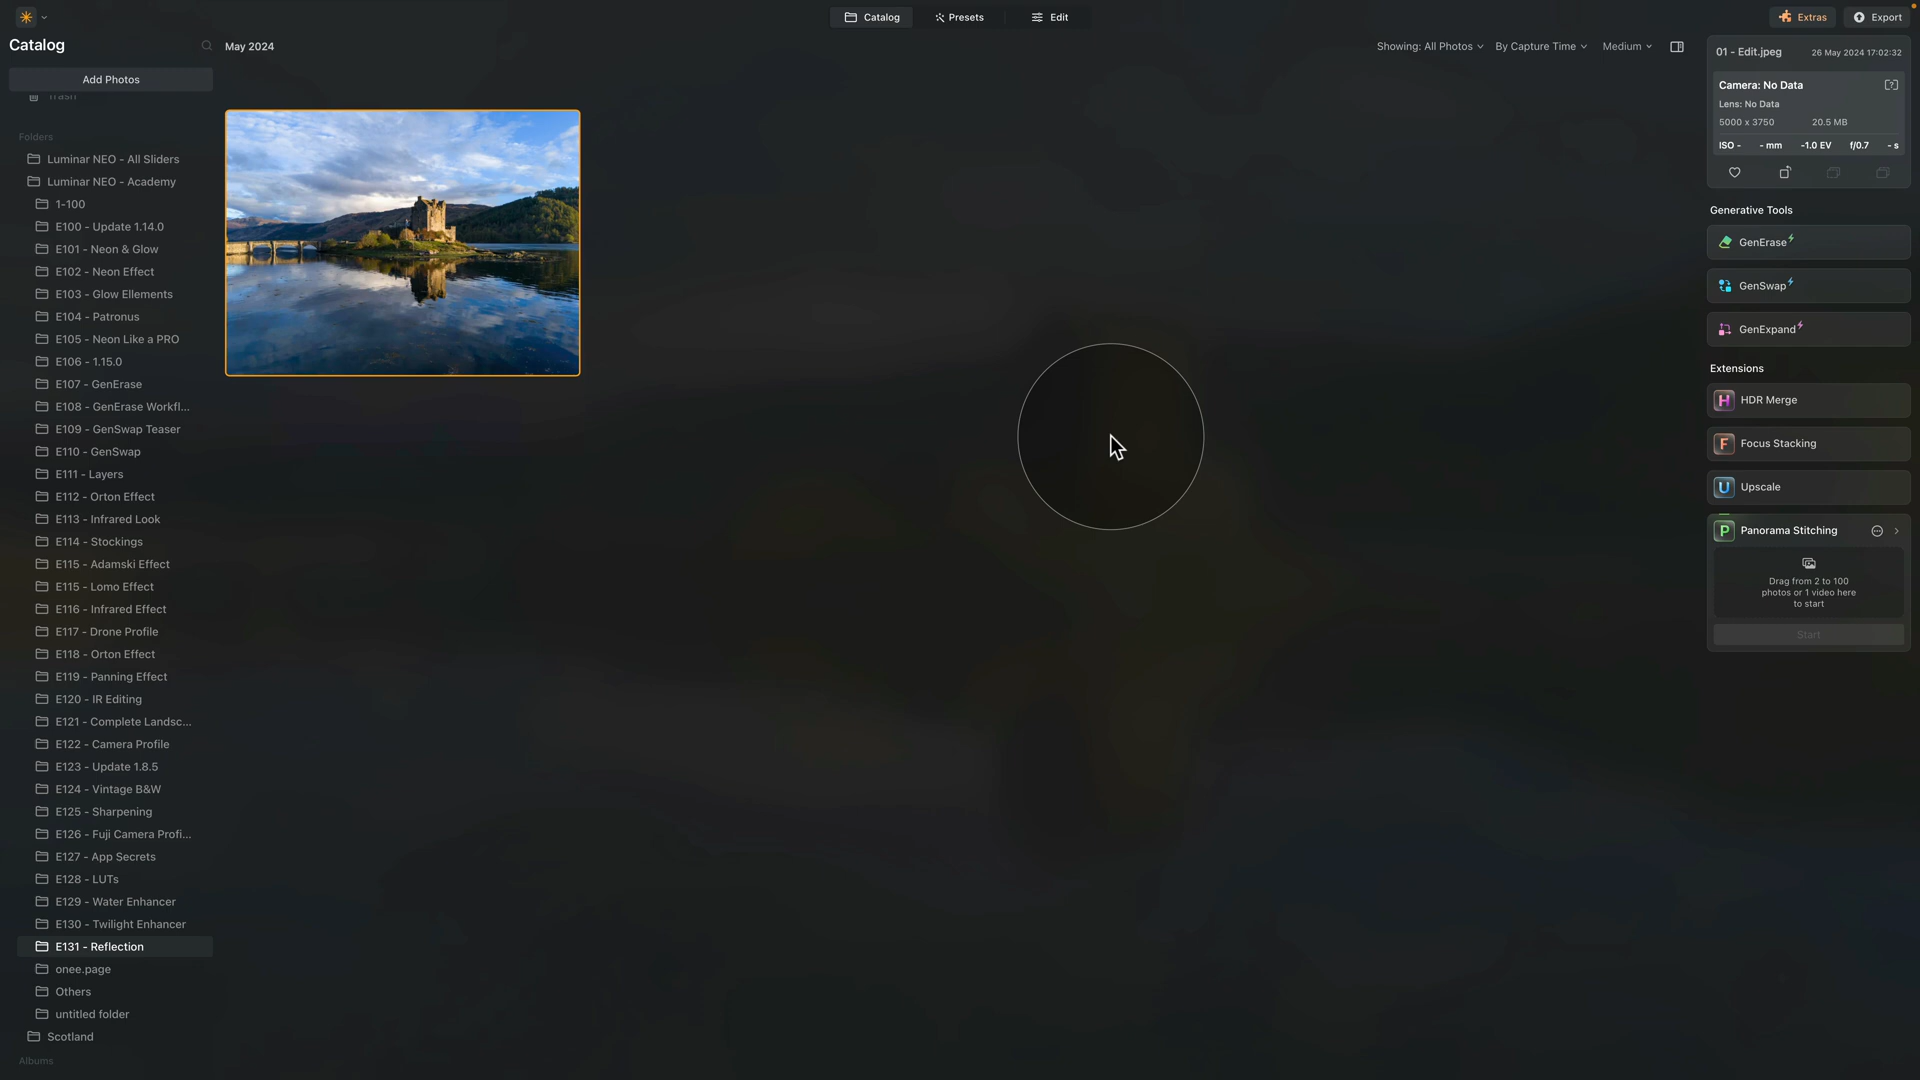 Catalog
Presets
Edit
Extras
Export
Catalog
May 2024
Showing: All Photos
By Capture Time
Medium
Add Photos
Trash
Folders
Luminar NEO - All Sliders
Luminar NEO - Academy
1-100
E100 - Update 1.14.0
E101 - Neon & Glow
E102 - Neon Effect
E103 - Glow Ellements
E104 - Patronus
E105 - Neon Like a PRO
E106 - 1.15.0
E107 - GenErase
E108 - GenErase Workfl...
E109 - GenSwap Teaser
E110 - GenSwap
E111 - Layers
E112 - Orton Effect
E113 - Infrared Look
E114 - Stockings
E115 - Adamski Effect
E115 - Lomo Effect
E116 - Infrared Effect
E117 - Drone Profile
E118 - Orton Effect
E119 - Panning Effect
E120 - IR Editing
E121 - Complete Landsc...
E122 - Camera Profile
E123 - Update 1.8.5
E124 - Vintage B&W
E125 - Sharpening
E126 - Fuji Camera Profi...
E127 - App Secrets
E128 - LUTs
E129 - Water Enhancer
E130 - Twilight Enhancer
E131 - Reflection
onee.page
Others
untitled folder
Scotland
Albums
01 - Edit.jpeg 26 May 2024 17:02:32
Camera: No Data
Lens: No Data
5000 x 3750 20.5 MB
ISO - - mm -1.0 EV f/0.7 - s
Generative Tools
GenErase
GenSwap
GenExpand
Extensions
H HDR Merge
F Focus Stacking
U Upscale
P Panorama Stitching
Drag from 2 to 100
photos or 1 video here
to start
Start